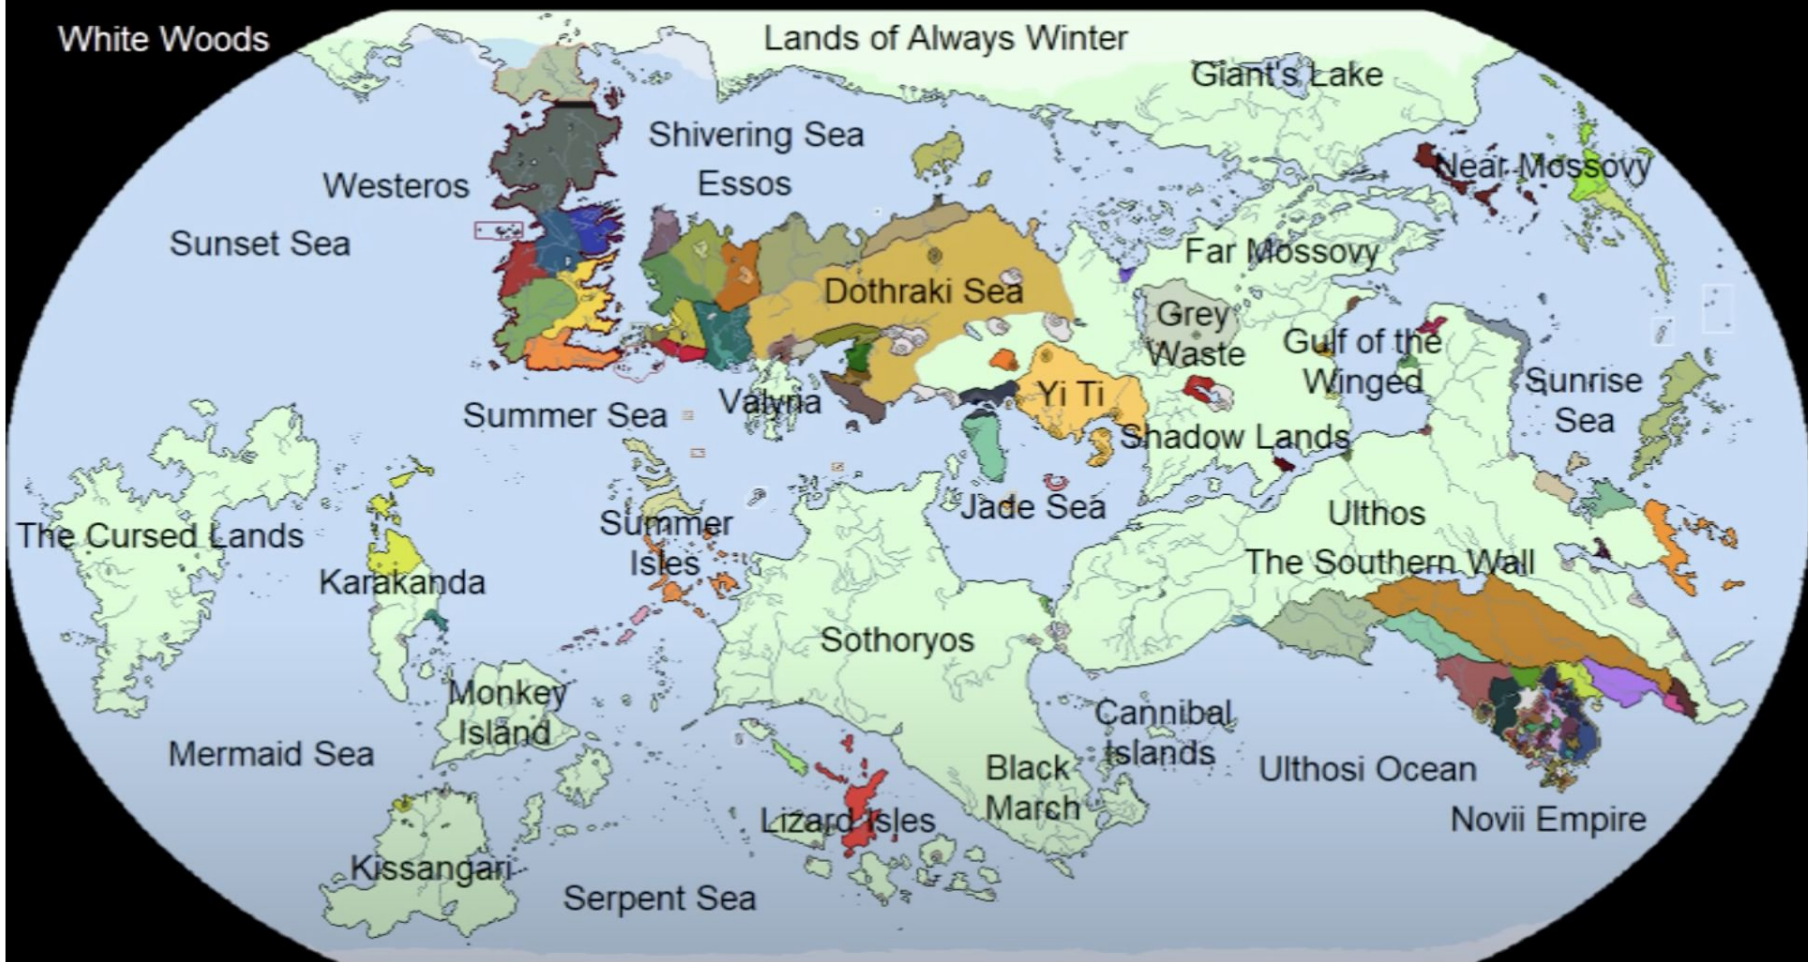 White Woods
Lands of Always Winter
Giant's Lake
Shivering Sea
Westeros
Essos
Near Mossovy
Sunset Sea
Far Mossovy
Dothraki Sea
Grey
Waste
Gulf of the
Winged
Sunrise
Sea
Summer Sea
Valyria
Yi Ti
Shadow Lands
Jade Sea
Ulthos
The Cursed Lands
Summer
Isles
Karakanda
The Southern Wall
Sothoryos
Monkey
Island
Cannibal
Islands
Mermaid Sea
Black
March
Ulthosi Ocean
Lizard Isles
Novii Empire
Kissangari
Serpent Sea